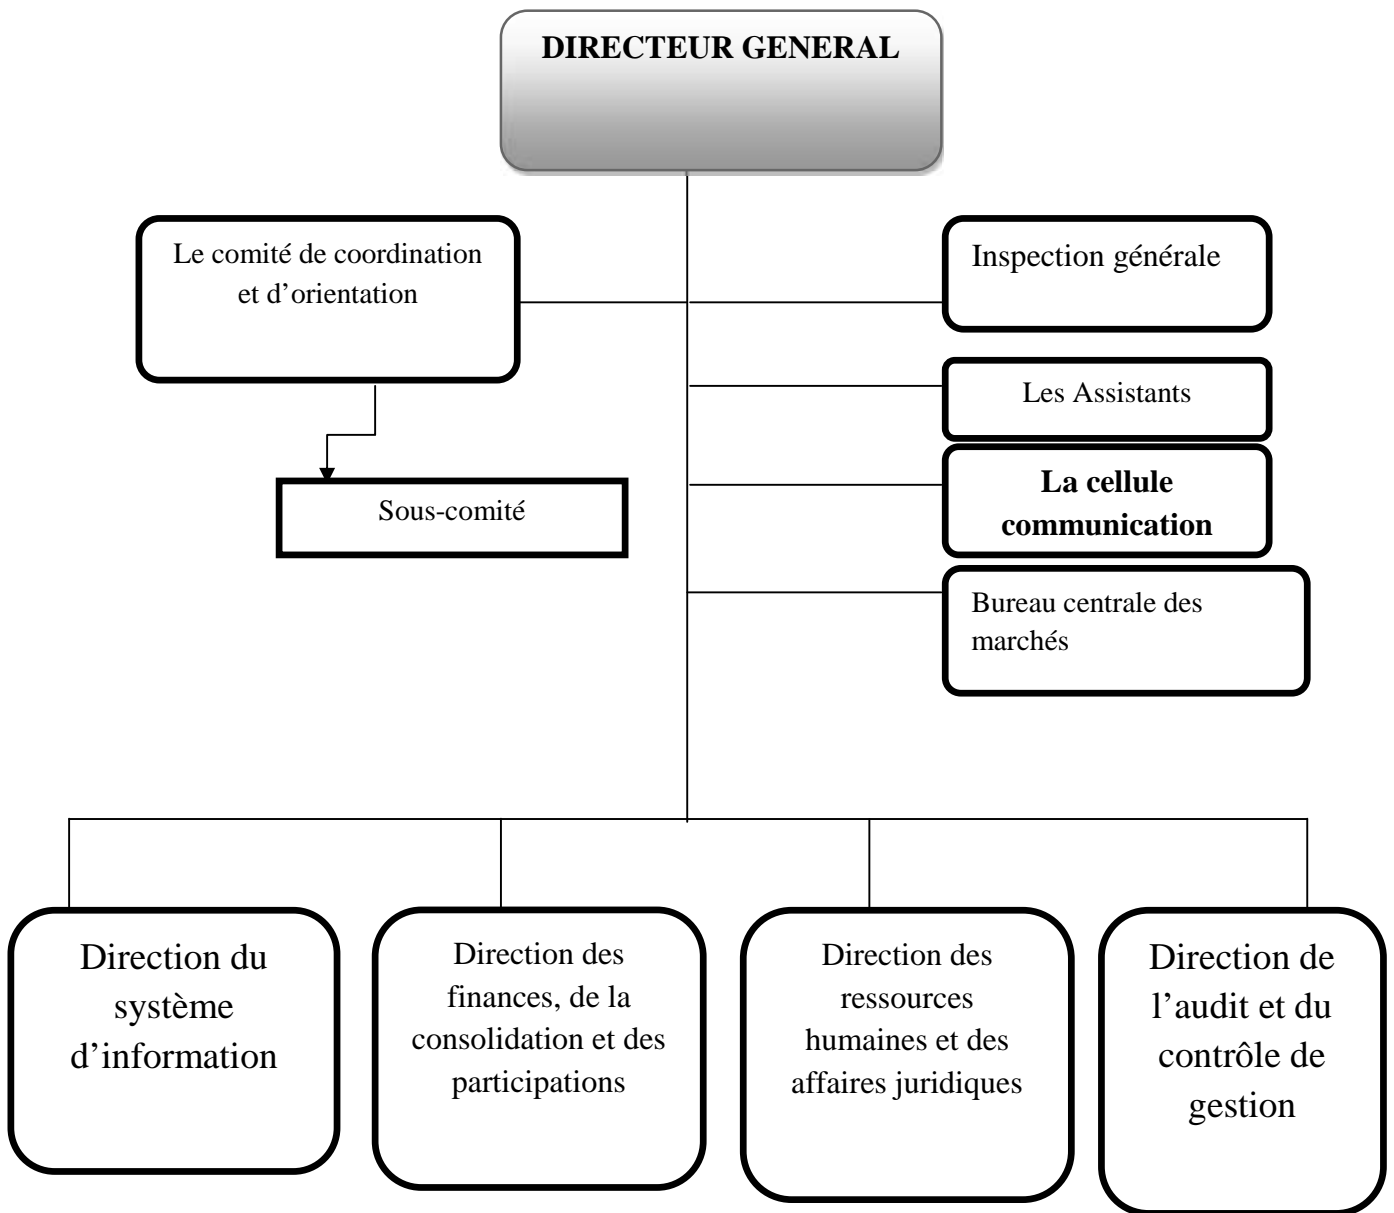 DIRECTEUR GENERAL
Le comité de coordination
et d’orientation
Inspection générale
Les Assistants
La cellule
communication
Sous-comité
Bureau centrale des
marchés
Direction du
système
d’information
Direction des
finances, de la
consolidation et des
participations
Direction des
ressources
humaines et des
affaires juridiques
Direction de
l’audit et du
contrôle de
gestion